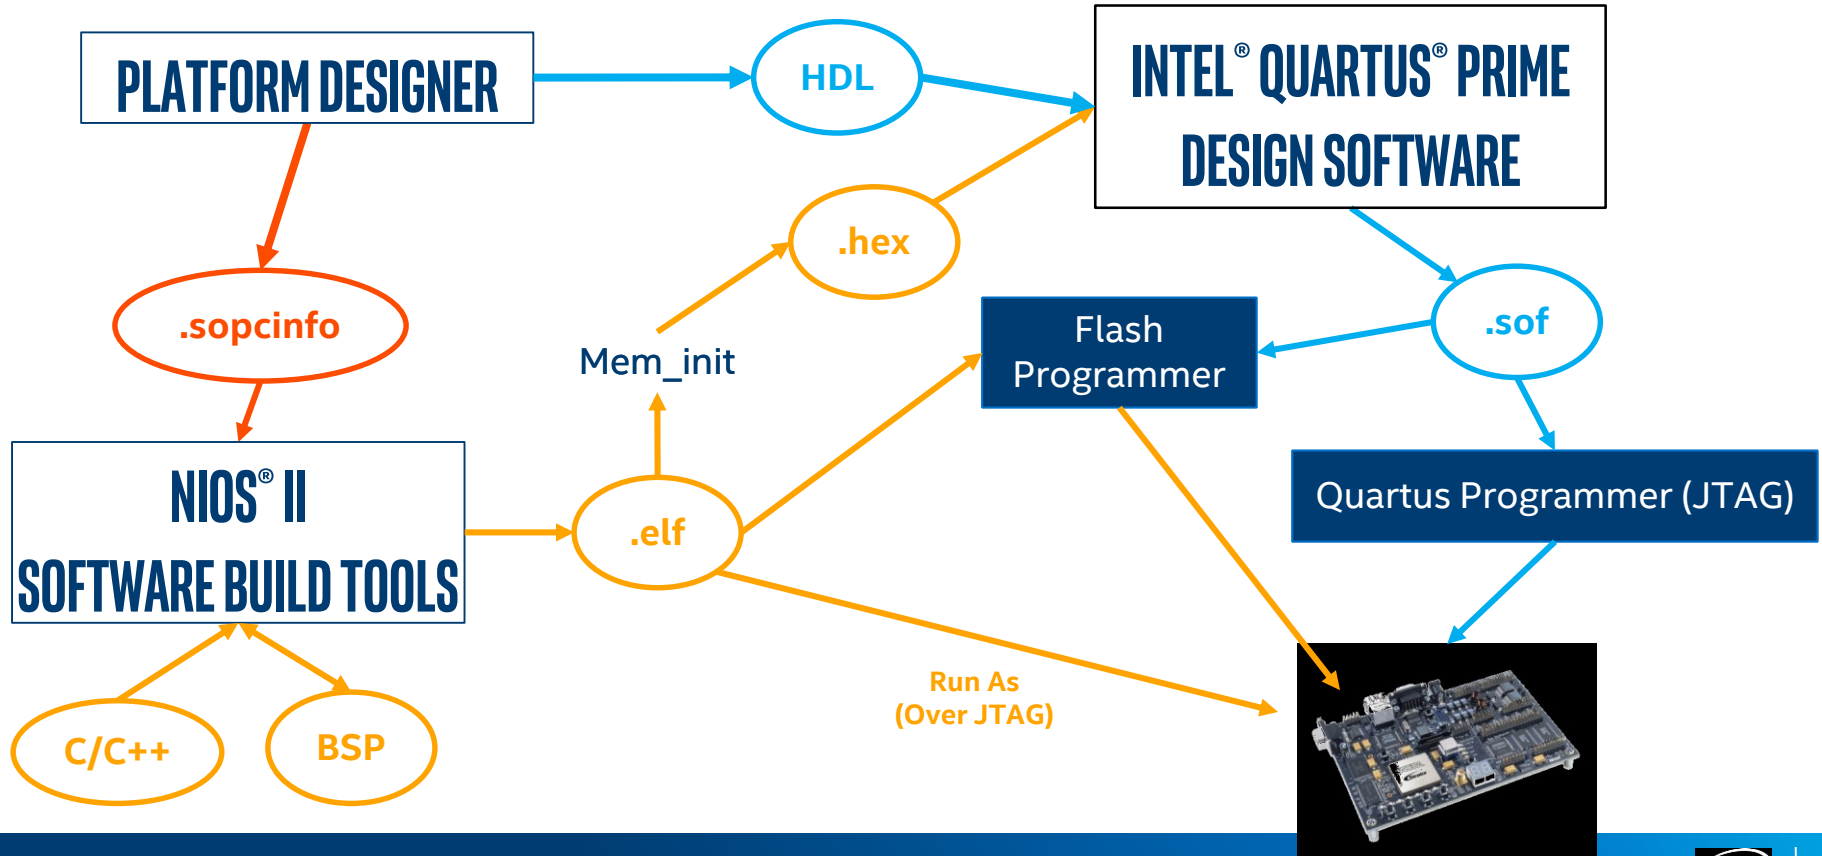 PLATFORM DESIGNER
HDL
INTEL® QUARTUS® PRIME
DESIGN SOFTWARE
.hex
.sopcinfo
Flash
Programmer
.sof
Mem_init
NIOS® II
SOFTWARE BUILD TOOLS
.elf
Quartus Programmer (JTAG)
Run As
(Over JTAG)
C/C++
BSP